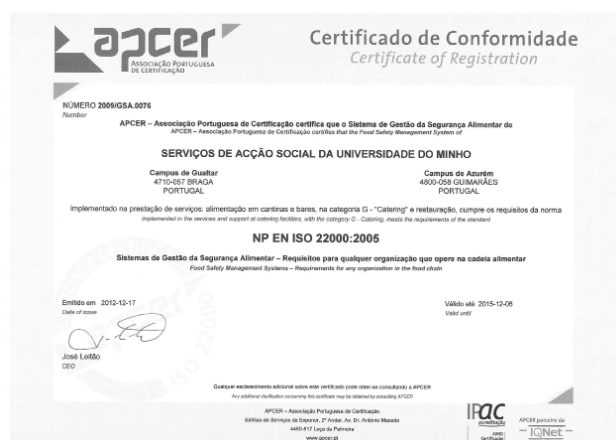 apcer
ASSOCIAÇÃO PORTUGUESA
DE CERTIFICAÇÃO
Certificado de Conformidade
Certificate of Registration
NÚMERO 2009/GSA.0076
Number
APCER – Associação Portuguesa de Certificação certifica que o Sistema de Gestão da Segurança Alimentar de
APCER – Associação Portuguesa de Certificação certifies that the Food Safety Management System of
SERVIÇOS DE ACÇÃO SOCIAL DA UNIVERSIDADE DO MINHO
Campus de Gualtar
4710-057 BRAGA
PORTUGAL
Campus de Azurém
4800-058 GUIMARÃES
PORTUGAL
implementado na prestação de serviços: alimentação em cantinas e bares, na categoria G - "Catering" e restauração, cumpre os requisitos da norma
implemented in the services and support at catering facilities, with the category G - Catering, meets the requirements of the standard
NP EN ISO 22000:2005
Sistemas de Gestão da Segurança Alimentar – Requisitos para qualquer organização que opere na cadeia alimentar
Food Safety Management Systems – Requirements for any organization in the food chain
Emitido em 2012-12-17
Date of issue
Válido até 2015-12-06
Valid until
José Leitão
CEO
Qualquer esclarecimento adicional sobre este certificado pode obter-se consultando a APCER
Any additional clarification concerning this certificate may be obtained by consulting APCER
APCER – Associação Portuguesa de Certificação
Edifício de Serviços da Exponor, 2º Andar, Av. Dr. António Macedo
4450-617 Leça da Palmeira
www.apcer.pt
IPAC
acreditação
Certificação
APCER parceiro da
IQNet
ISO 22000